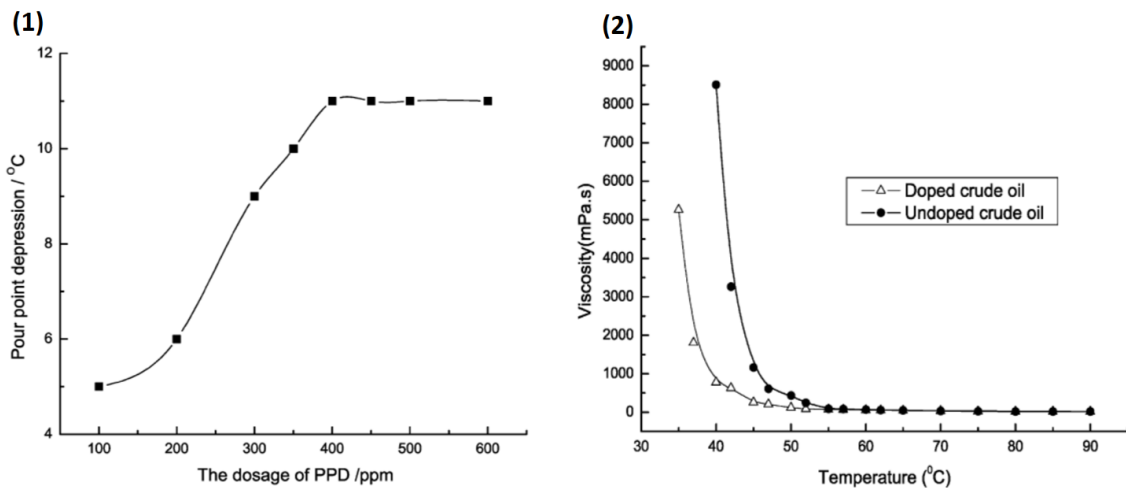 (1)
12
10
8
6
4
Pour point depression / °C
100 200 300 400 500 600
The dosage of PPD /ppm
(2)
9000
8000
7000
6000
5000
4000
3000
2000
1000
0
Viscosity(mPa.s)
Doped crude oil
Undoped crude oil
30 40 50 60 70 80 90
Temperature (⁰C)